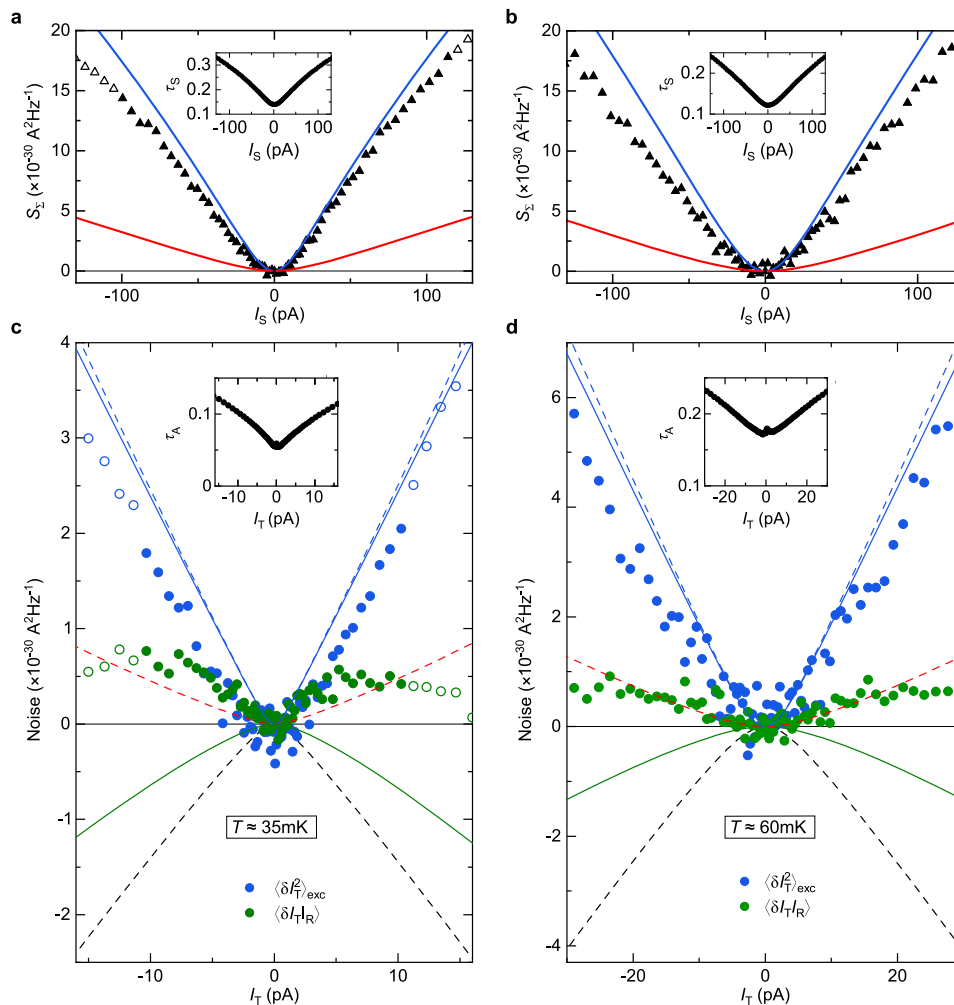 a
20
15
10
5
0
S_Σ (×10⁻³⁰ A²Hz⁻¹)
-100
0
100
I_S (pA)
0.3
0.2
0.1
τ_S
-100
0
100
I_S (pA)
b
20
15
10
5
0
S_Σ (×10⁻³⁰ A²Hz⁻¹)
-100
0
100
I_S (pA)
0.2
0.1
τ_S
-100
0
100
I_S (pA)
c
4
3
2
1
0
-1
-2
Noise (×10⁻³⁰ A²Hz⁻¹)
-10
0
10
I_T (pA)
0.1
0
τ_A
-10
0
10
I_T (pA)
T ≈ 35mK
⟨δI_T²⟩_exc
⟨δI_TI_R⟩
d
6
4
2
0
-2
-4
Noise (×10⁻³⁰ A²Hz⁻¹)
-20
0
20
I_T (pA)
0.2
0.1
τ_A
-20
0
20
I_T (pA)
T ≈ 60mK
⟨δI_T²⟩_exc
⟨δI_TI_R⟩